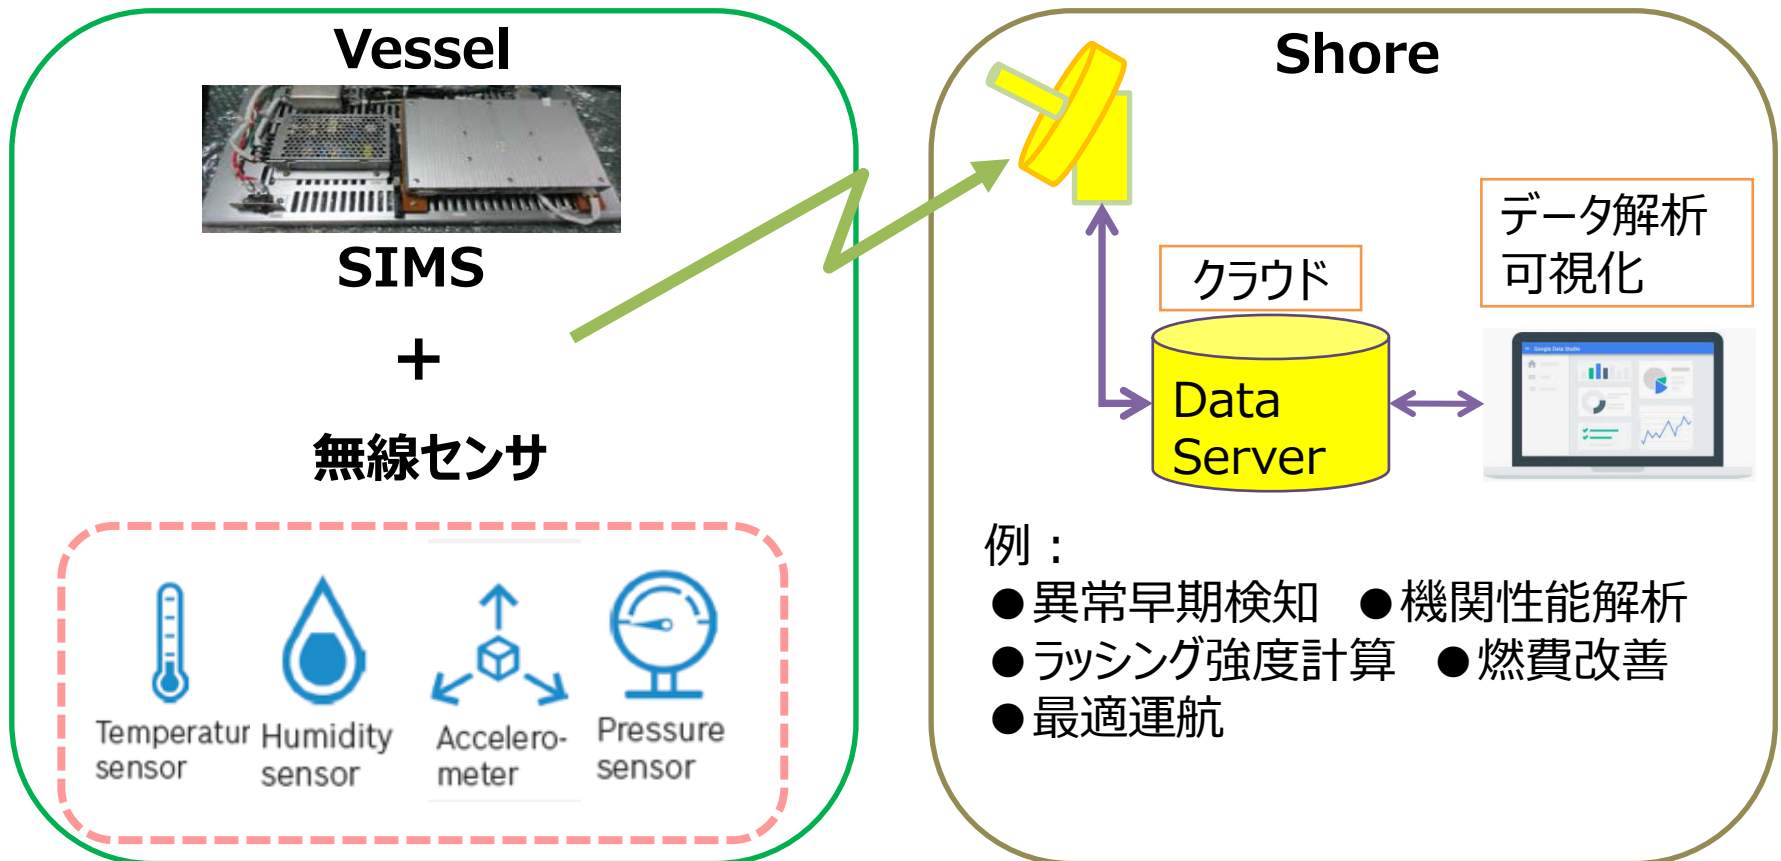 Vessel
SIMS
+
無線センサ
Temperatur
sensor
Humidity
sensor
Accelero-
meter
Pressure
sensor
Shore
クラウド
Data
Server
データ解析
可視化
Google Data Studio
例：
●異常早期検知 ●機関性能解析
●ラッシング強度計算 ●燃費改善
●最適運航